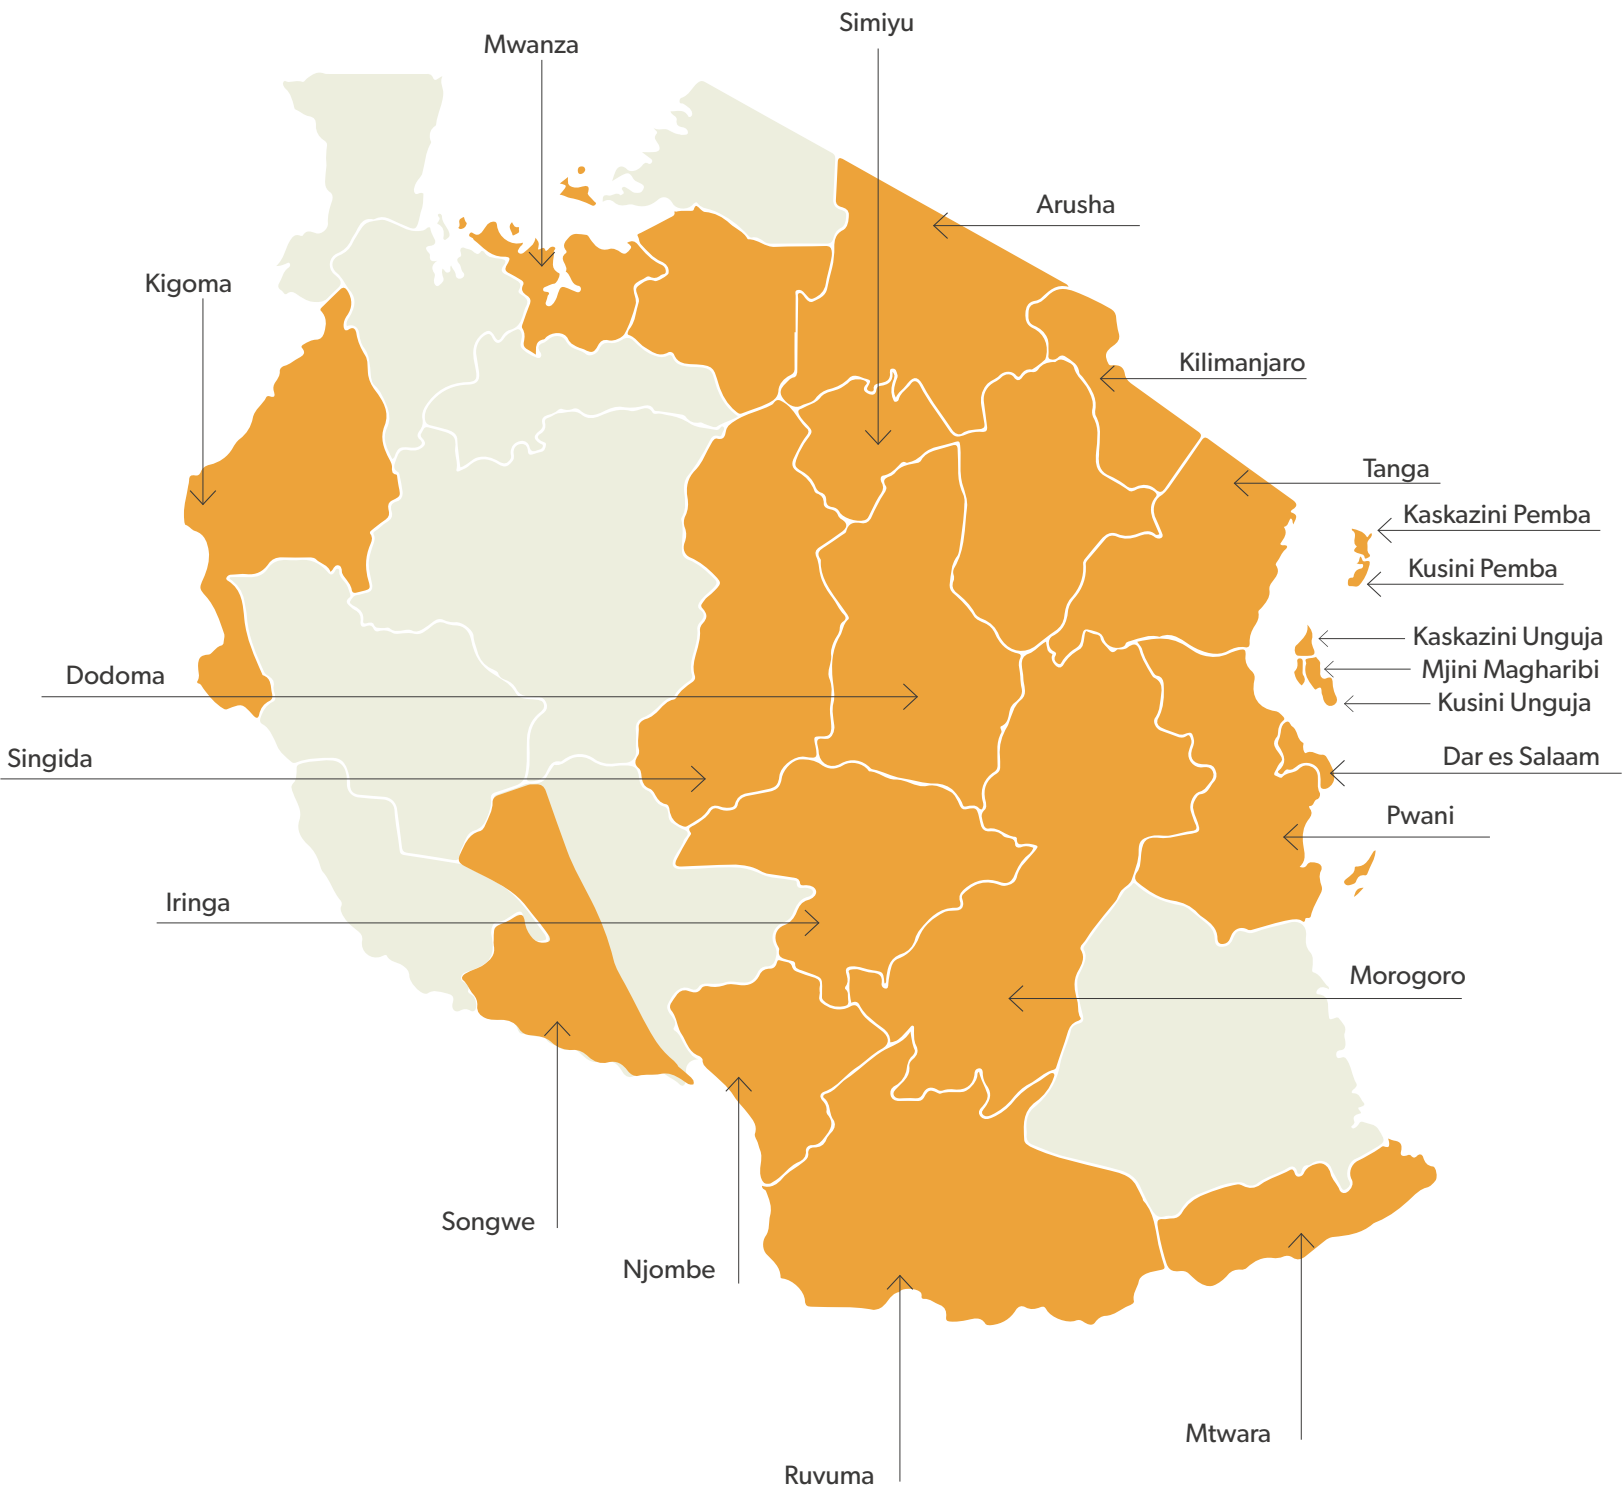 Simiyu
Mwanza
Arusha
Kigoma
Kilimanjaro
Tanga
Kaskazini Pemba
Kusini Pemba
Kaskazini Unguja
Mjini Magharibi
Dodoma
Kusini Unguja
Singida
Dar es Salaam
Pwani
Iringa
Morogoro
Songwe
Njombe
Mtwara
Ruvuma